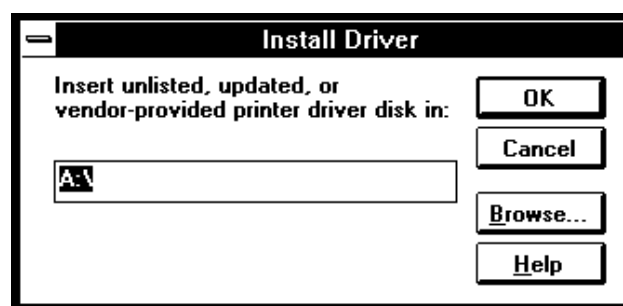 Install Driver
Insert unlisted, updated, or
vendor-provided printer driver disk in:
A:\
OK
Cancel
Browse...
Help